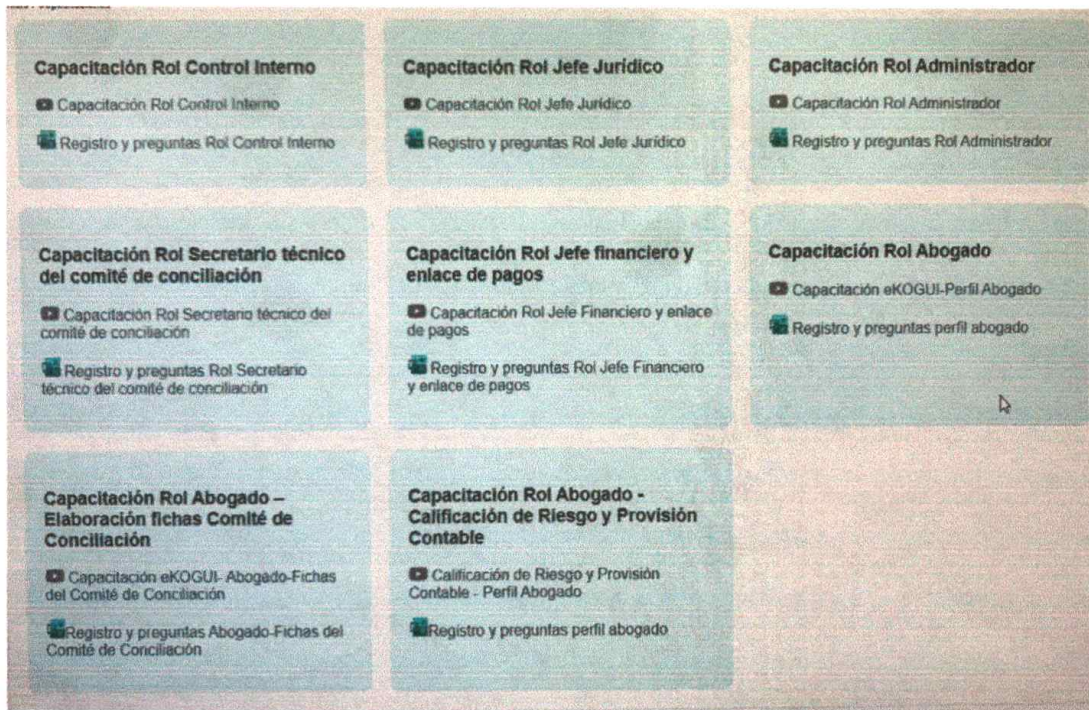 Capacitación Rol Control Interno
Capacitación Rol Control Interno
Registro y preguntas Rol Control Interno
Capacitación Rol Jefe Jurídico
Capacitación Rol Jefe Jurídico
Registro y preguntas Rol Jefe Jurídico
Capacitación Rol Administrador
Capacitación Rol Administrador
Registro y preguntas Rol Administrador
Capacitación Rol Secretario técnico
del comité de conciliación
Capacitación Rol Secretario técnico del
comité de conciliación
Registro y preguntas Rol Secretario
técnico del comité de conciliación
Capacitación Rol Jefe financiero y
enlace de pagos
Capacitación Rol Jefe Financiero y enlace
de pagos
Registro y preguntas Rol Jefe Financiero
y enlace de pagos
Capacitación Rol Abogado
Capacitación eKOGUI-Perfil Abogado
Registro y preguntas perfil abogado
Capacitación Rol Abogado –
Elaboración fichas Comité de
Conciliación
Capacitación eKOGUI- Abogado-Fichas
del Comité de Conciliación
Registro y preguntas Abogado-Fichas del
Comité de Conciliación
Capacitación Rol Abogado -
Calificación de Riesgo y Provisión
Contable
Calificación de Riesgo y Provisión
Contable - Perfil Abogado
Registro y preguntas perfil abogado